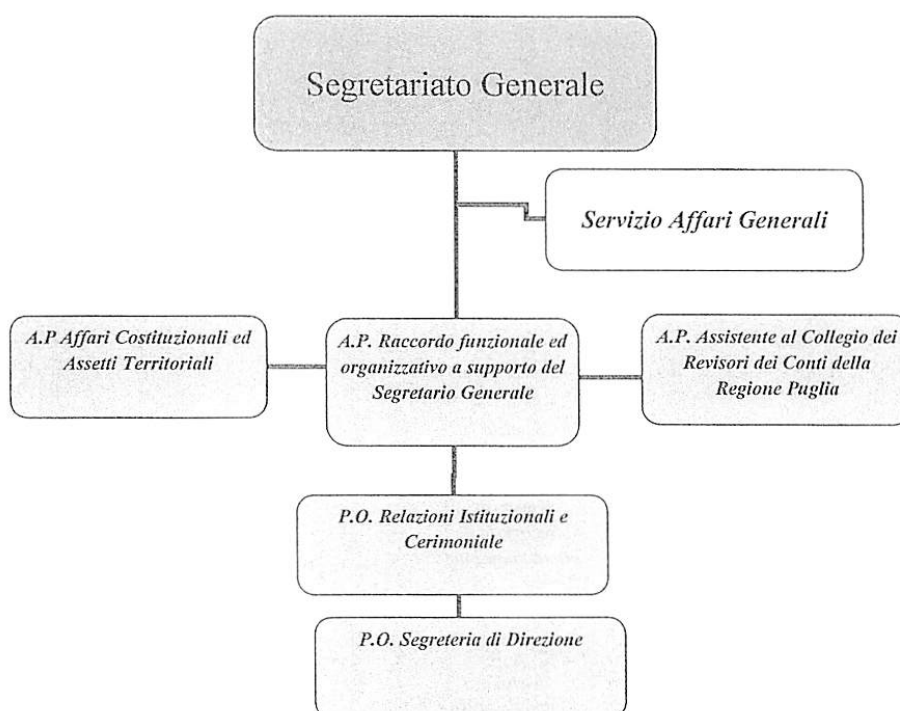 Segretariato Generale
Servizio Affari Generali
A.P Affari Costituzionali ed
Assetti Territoriali
A.P. Raccordo funzionale ed
organizzativo a supporto del
Segretario Generale
A.P. Assistente al Collegio dei
Revisori dei Conti della
Regione Puglia
P.O. Relazioni Istituzionali e
Cerimoniale
P.O. Segreteria di Direzione